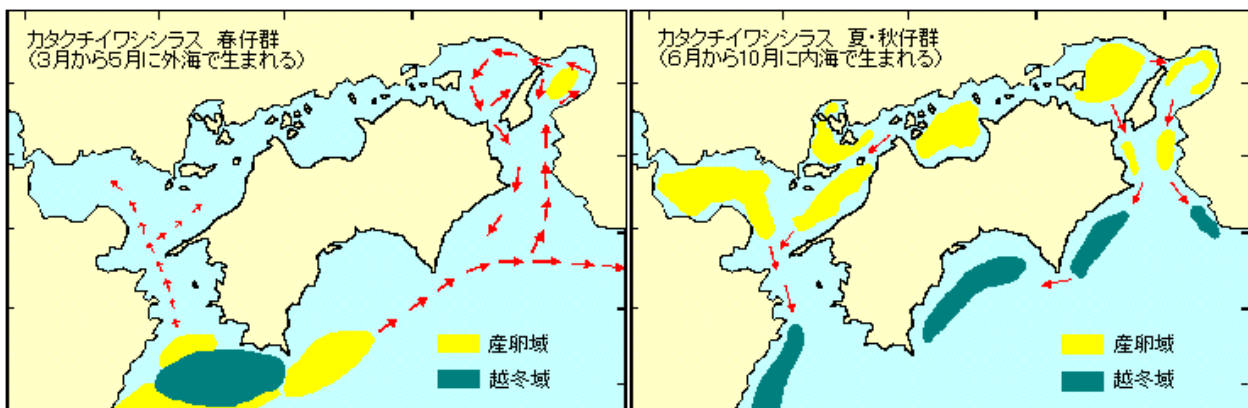 カタクチイワシシラス 春仔群
（3月から5月に外海で生まれる）
産卵域
越冬域
カタクチイワシシラス 夏・秋仔群
（6月から10月に内海で生まれる）
産卵域
越冬域